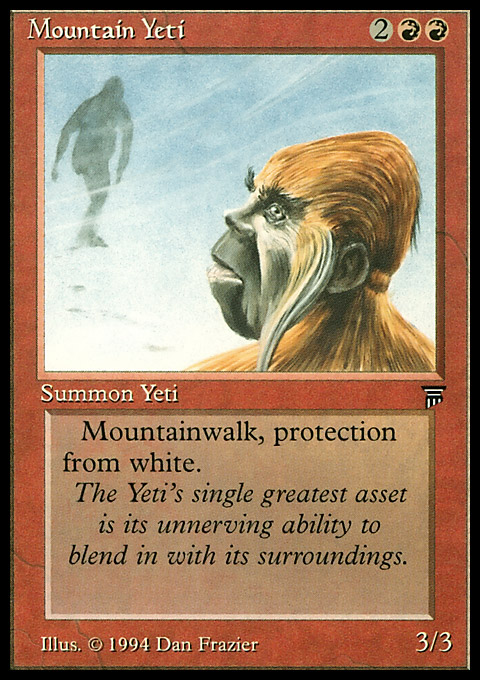 Mountain Yeti 2
Summon Yeti
Mountainwalk, protection
from white.
The Yeti's single greatest asset
is its unnerving ability to
blend in with its surroundings.
Illus. © 1994 Dan Frazier 3/3